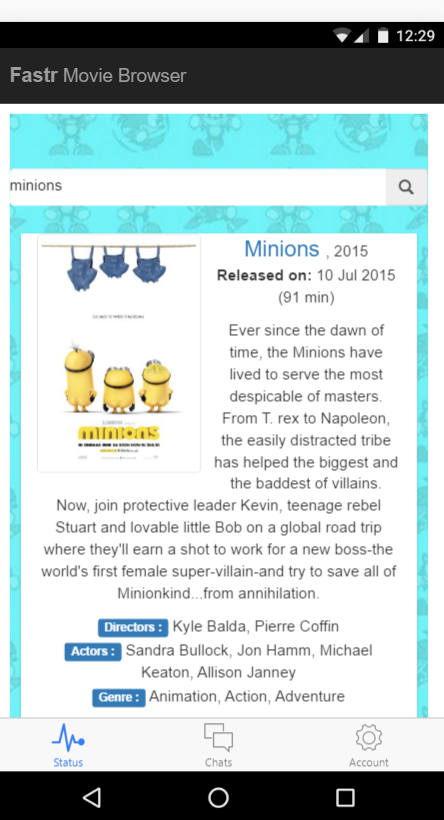 12:29
Fastr Movie Browser
minions
Minions , 2015
Released on: 10 Jul 2015
(91 min)
Ever since the dawn of
time, the Minions have
lived to serve the most
despicable of masters.
From T. rex to Napoleon,
the easily distracted tribe
has helped the biggest and
the baddest of villains.
Now, join protective leader Kevin, teenage rebel
Stuart and lovable little Bob on a global road trip
where they'll earn a shot to work for a new boss-the
world's first female super-villain-and try to save all of
Minionkind...from annihilation.
minions
Directors : Kyle Balda, Pierre Coffin
Actors : Sandra Bullock, Jon Hamm, Michael
Keaton, Allison Janney
Genre : Animation, Action, Adventure
Status Chats Account